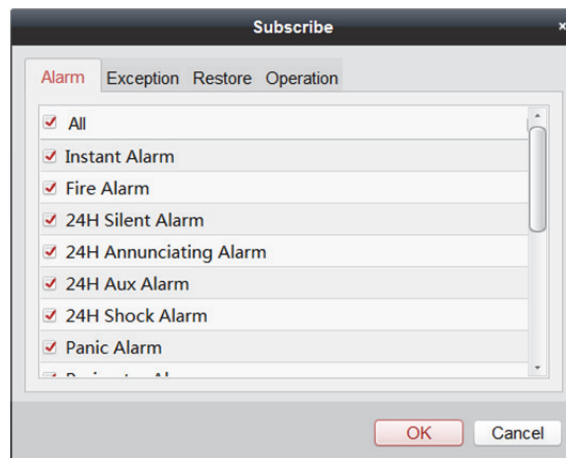 Subscribe
Alarm Exception Restore Operation
All
Instant Alarm
Fire Alarm
24H Silent Alarm
24H Annunciating Alarm
24H Aux Alarm
24H Shock Alarm
Panic Alarm
OK Cancel